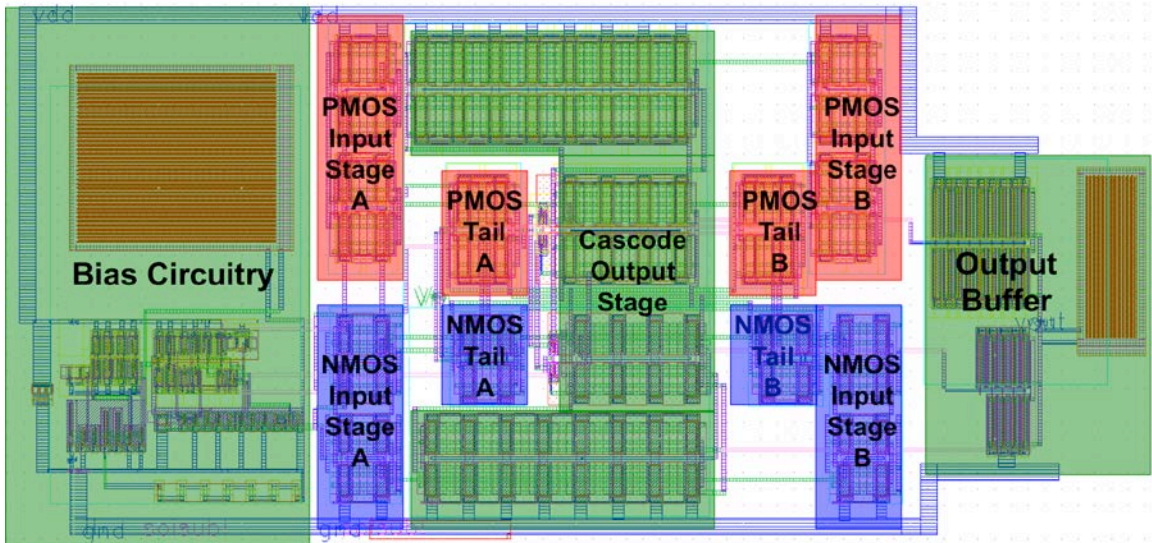 vdd
vdd
PMOS
Input
Stage
A
PMOS
Input
Stage
B
PMOS
Tail
A
PMOS
Tail
B
Cascode
Output
Stage
Bias Circuitry
Output
Buffer
NMOS
Input
Stage
A
NMOS
Tail
A
NMOS
Tail
B
NMOS
Input
Stage
B
gnd
gnd